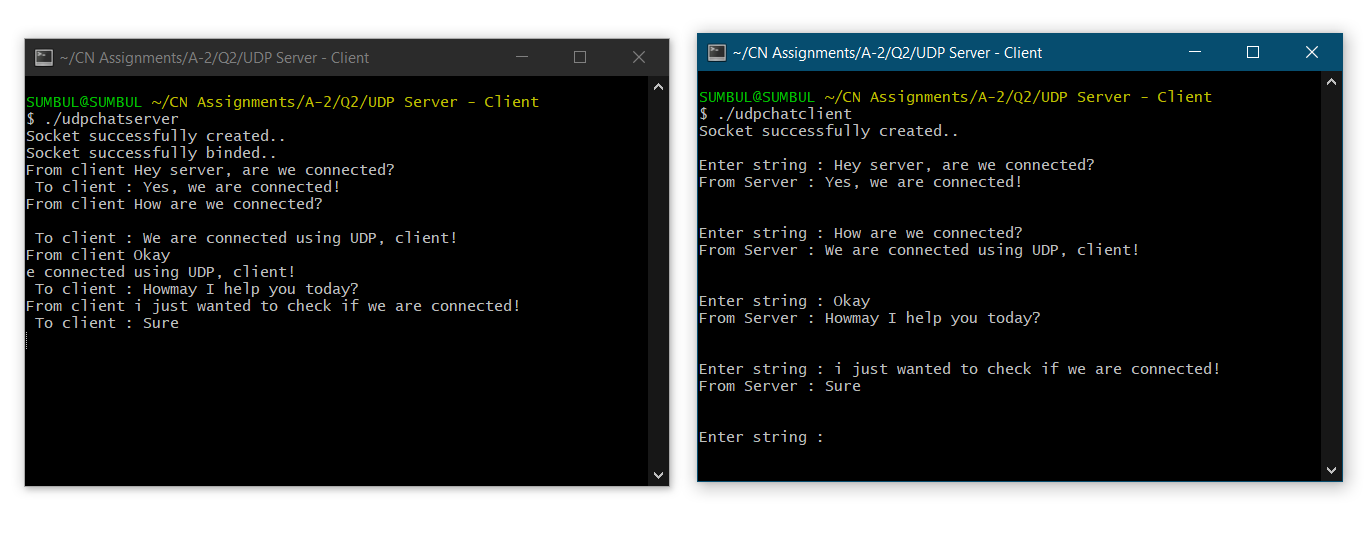 ~/CN Assignments/A-2/Q2/UDP Server - Client
SUMBUL@SUMBUL ~/CN Assignments/A-2/Q2/UDP Server - Client
$ ./udpchatserver
Socket successfully created..
Socket successfully binded..
From client Hey server, are we connected?
To client : Yes, we are connected!
From client How are we connected?
To client : We are connected using UDP, client!
From client Okay
e connected using UDP, client!
To client : Howmay I help you today?
From client i just wanted to check if we are connected!
To client : Sure
~/CN Assignments/A-2/Q2/UDP Server - Client
SUMBUL@SUMBUL ~/CN Assignments/A-2/Q2/UDP Server - Client
$ ./udpchatclient
Socket successfully created..
Enter string : Hey server, are we connected?
From Server : Yes, we are connected!
Enter string : How are we connected?
From Server : We are connected using UDP, client!
Enter string : Okay
From Server : Howmay I help you today?
Enter string : i just wanted to check if we are connected!
From Server : Sure
Enter string :